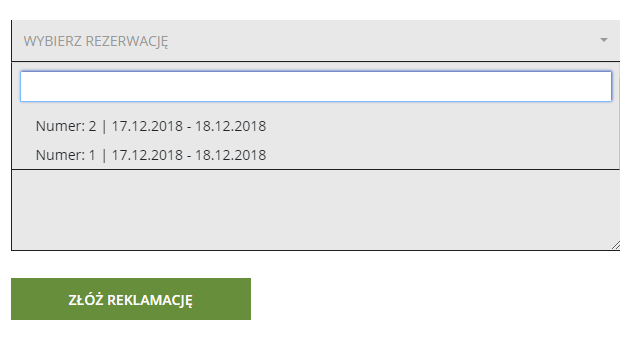 WYBIERZ REZERWACJĘ
Numer: 2 | 17.12.2018 - 18.12.2018
Numer: 1 | 17.12.2018 - 18.12.2018
ZŁÓŻ REKLAMACJĘ